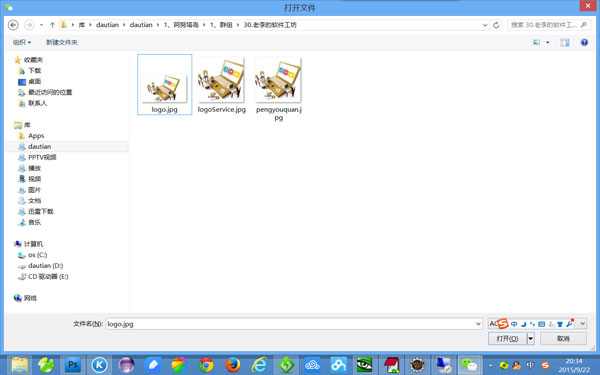 打开文件
库 ▸ dautian ▸ dautian ▸ 1、阿努塔岛 ▸ 1、群组 ▸ 30.老李的软件工坊
搜索 30.老李的软件工...
组织 新建文件夹
收藏夹
下载
桌面
最近访问的位置
联系人
库
Apps
dautian
PPTV视频
播放
视频
图片
文档
迅雷下载
音乐
计算机
os (C:)
dautian (D:)
CD 驱动器 (E:)
网络
logo.jpg
logoService.jpg
pengyouquan.j
pg
文件名(N): logo.jpg
中
打开(O) 取消
中
20:34
2015/9/22